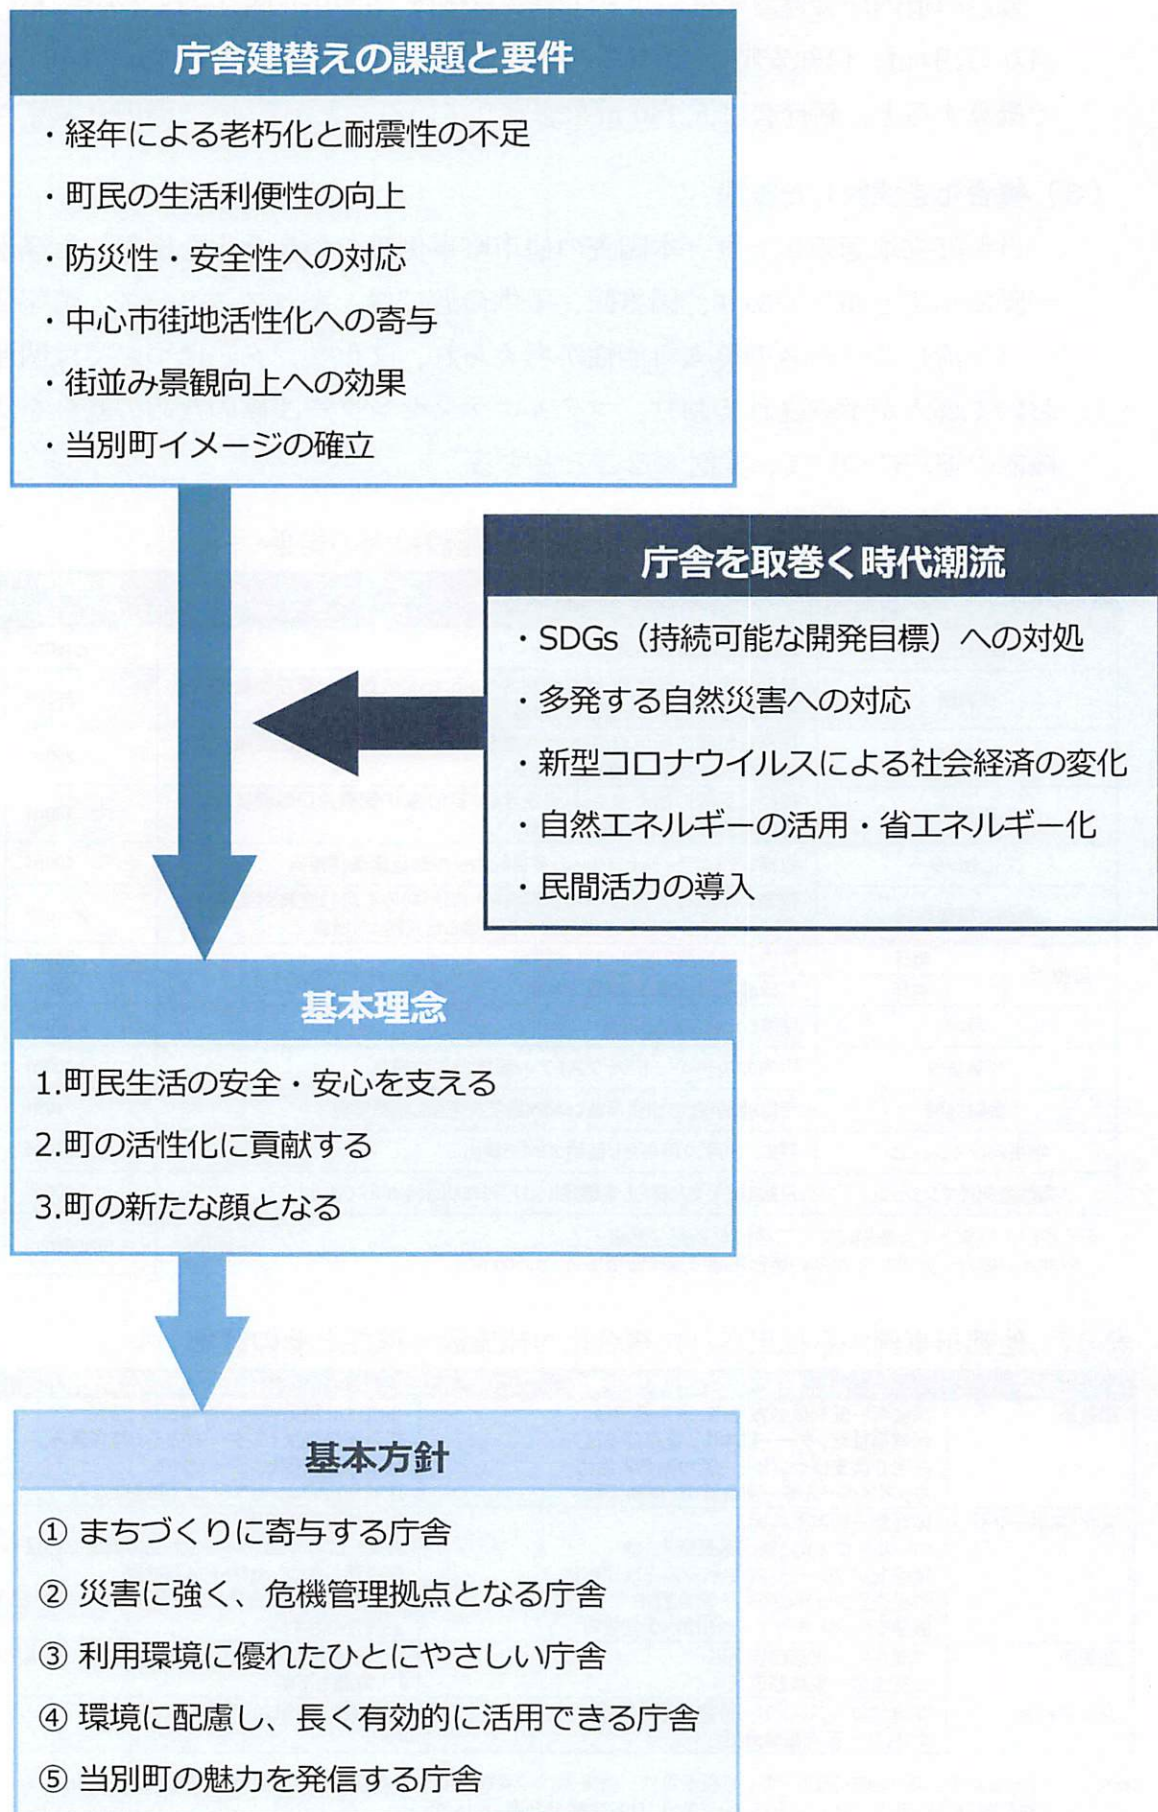 庁舎建替えの課題と要件
・経年による老朽化と耐震性の不足
・町民の生活利便性の向上
・防災性・安全性への対応
・中心市街地活性化への寄与
・街並み景観向上への効果
・当別町イメージの確立
庁舎を取巻く時代潮流
・SDGs（持続可能な開発目標）への対処
・多発する自然災害への対応
・新型コロナウイルスによる社会経済の変化
・自然エネルギーの活用・省エネルギー化
・民間活力の導入
基本理念
1.町民生活の安全・安心を支える
2.町の活性化に貢献する
3.町の新たな顔となる
基本方針
① まちづくりに寄与する庁舎
② 災害に強く、危機管理拠点となる庁舎
③ 利用環境に優れたひとにやさしい庁舎
④ 環境に配慮し、長く有効的に活用できる庁舎
⑤ 当別町の魅力を発信する庁舎